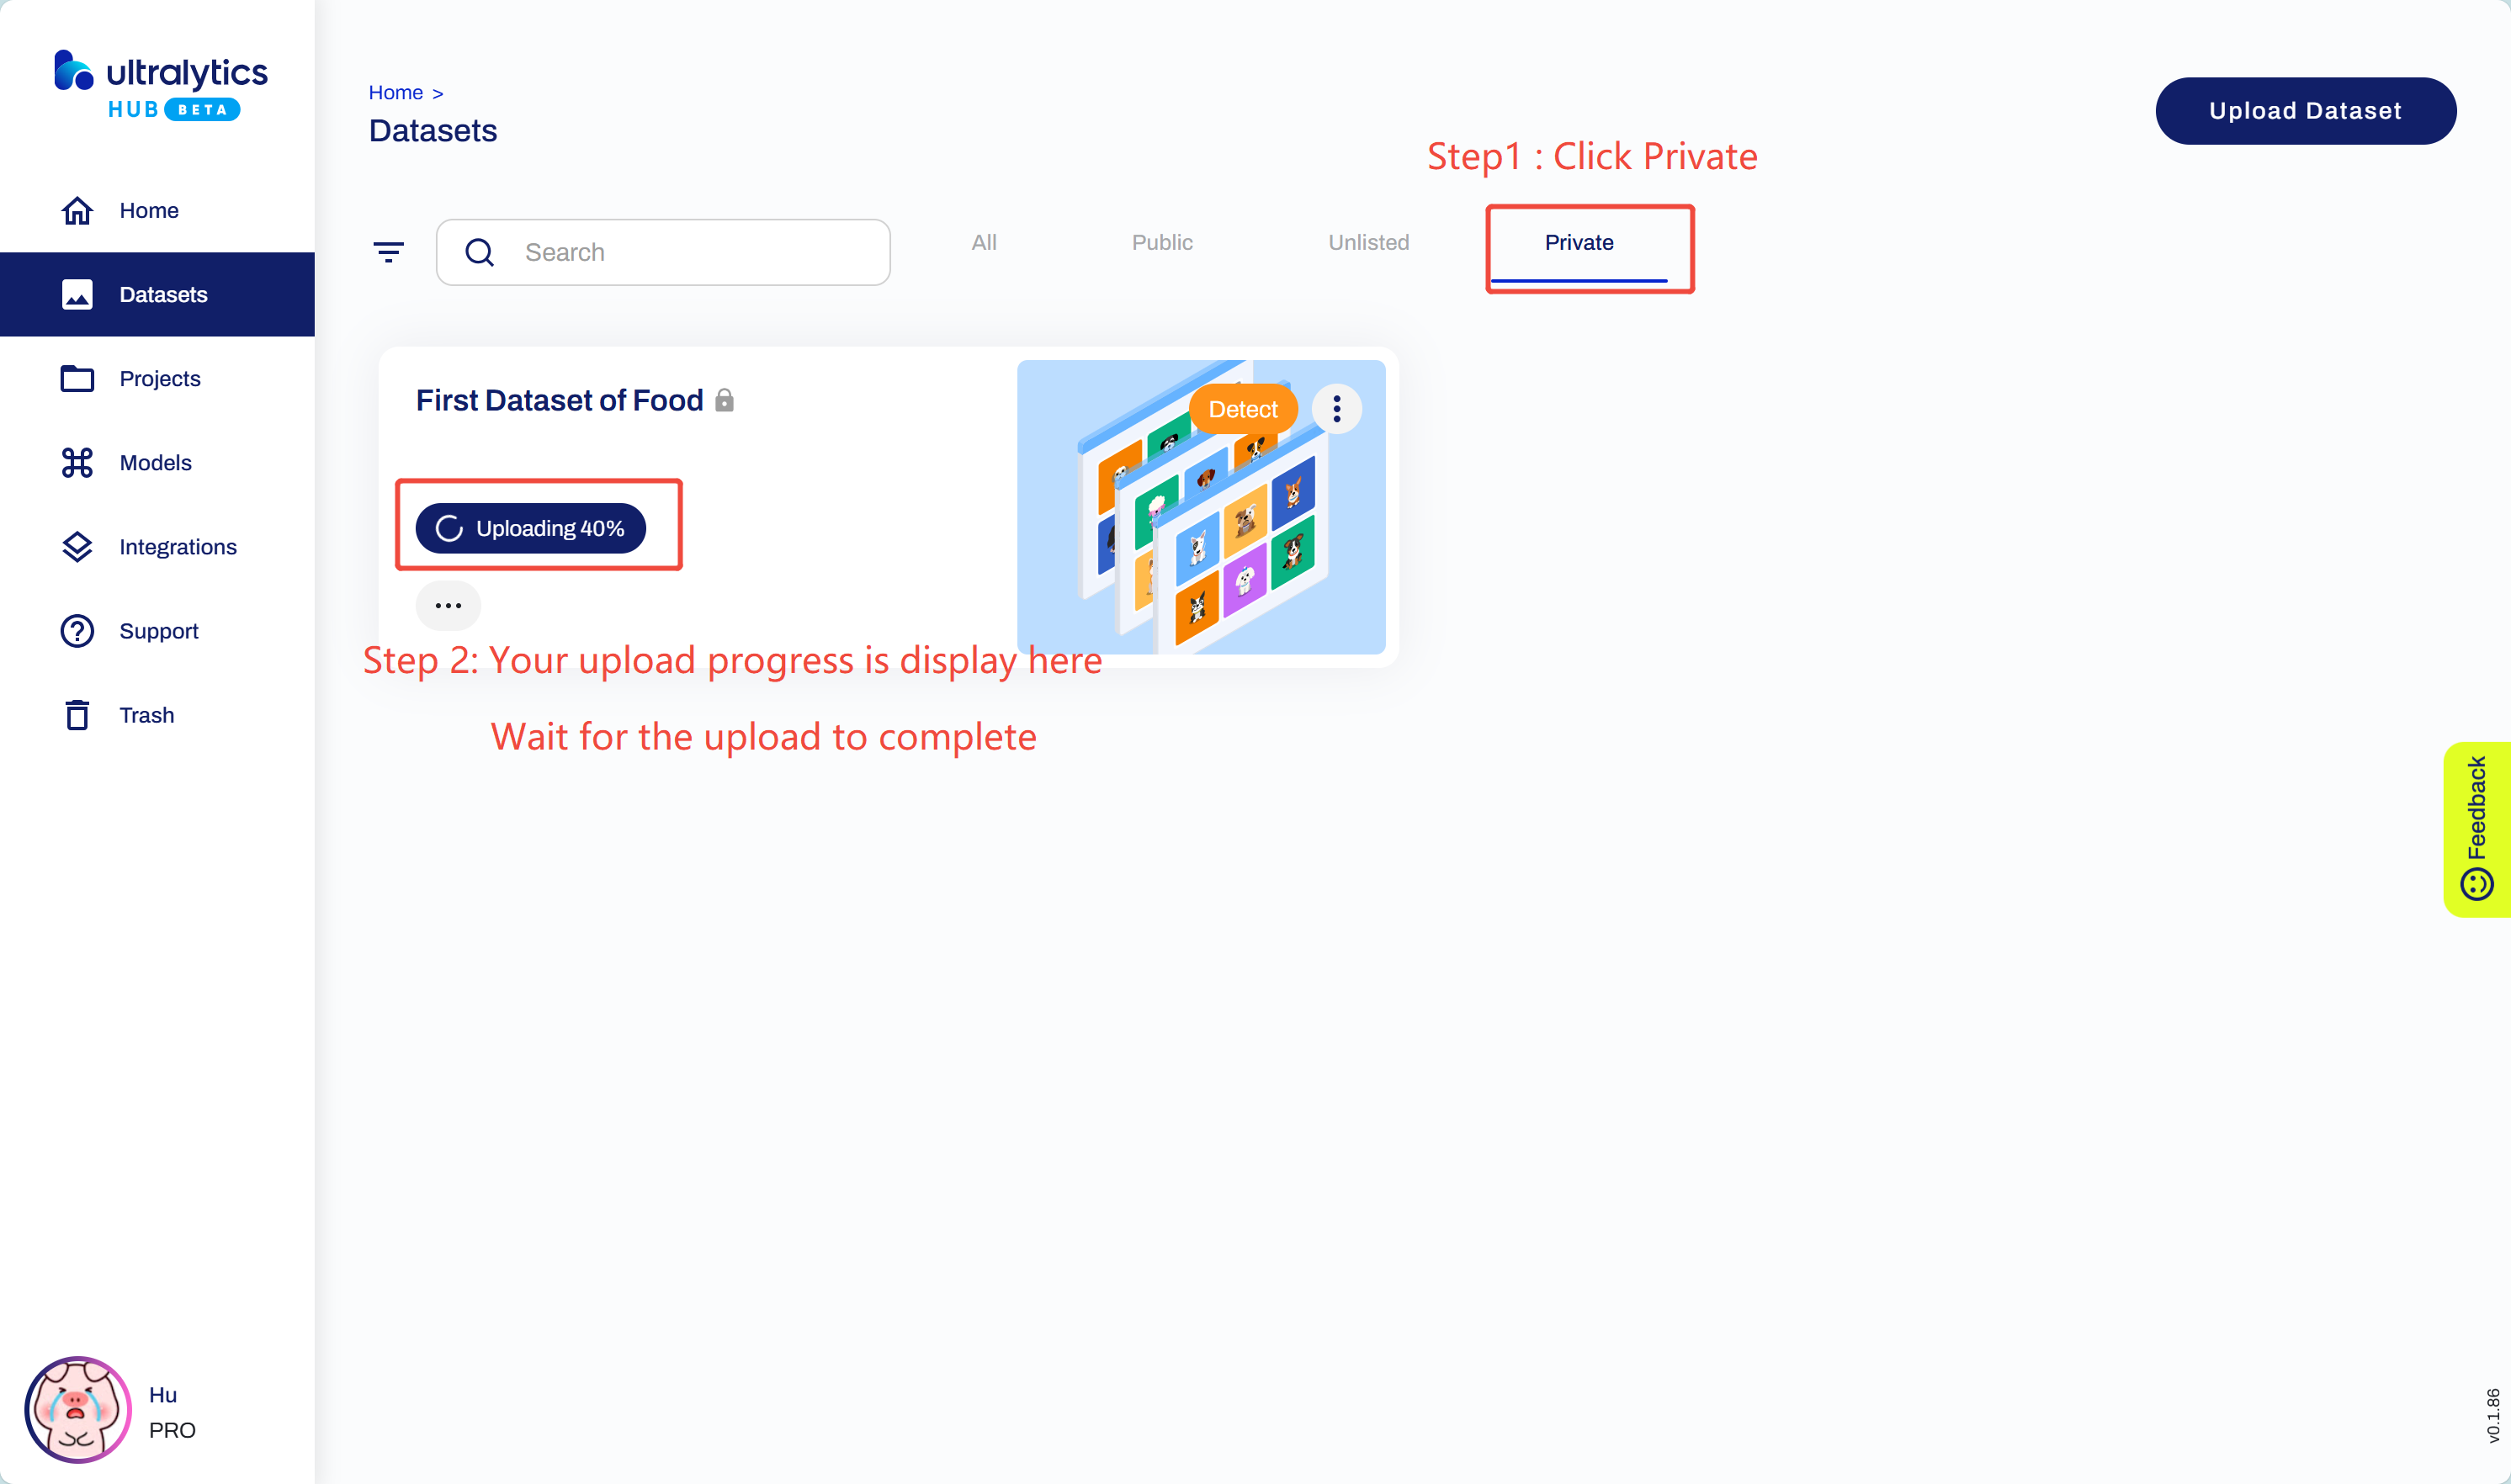 ultralytics
HUB BETA
Home
Datasets
Projects
Models
Integrations
Support
Trash
Hu
PRO
Home >
Datasets
Upload Dataset
Step1 : Click Private
Search
All
Public
Unlisted
Private
First Dataset of Food
Detect
Uploading 40%
Step 2: Your upload progress is display here
Wait for the upload to complete
Feedback
v0.1.86